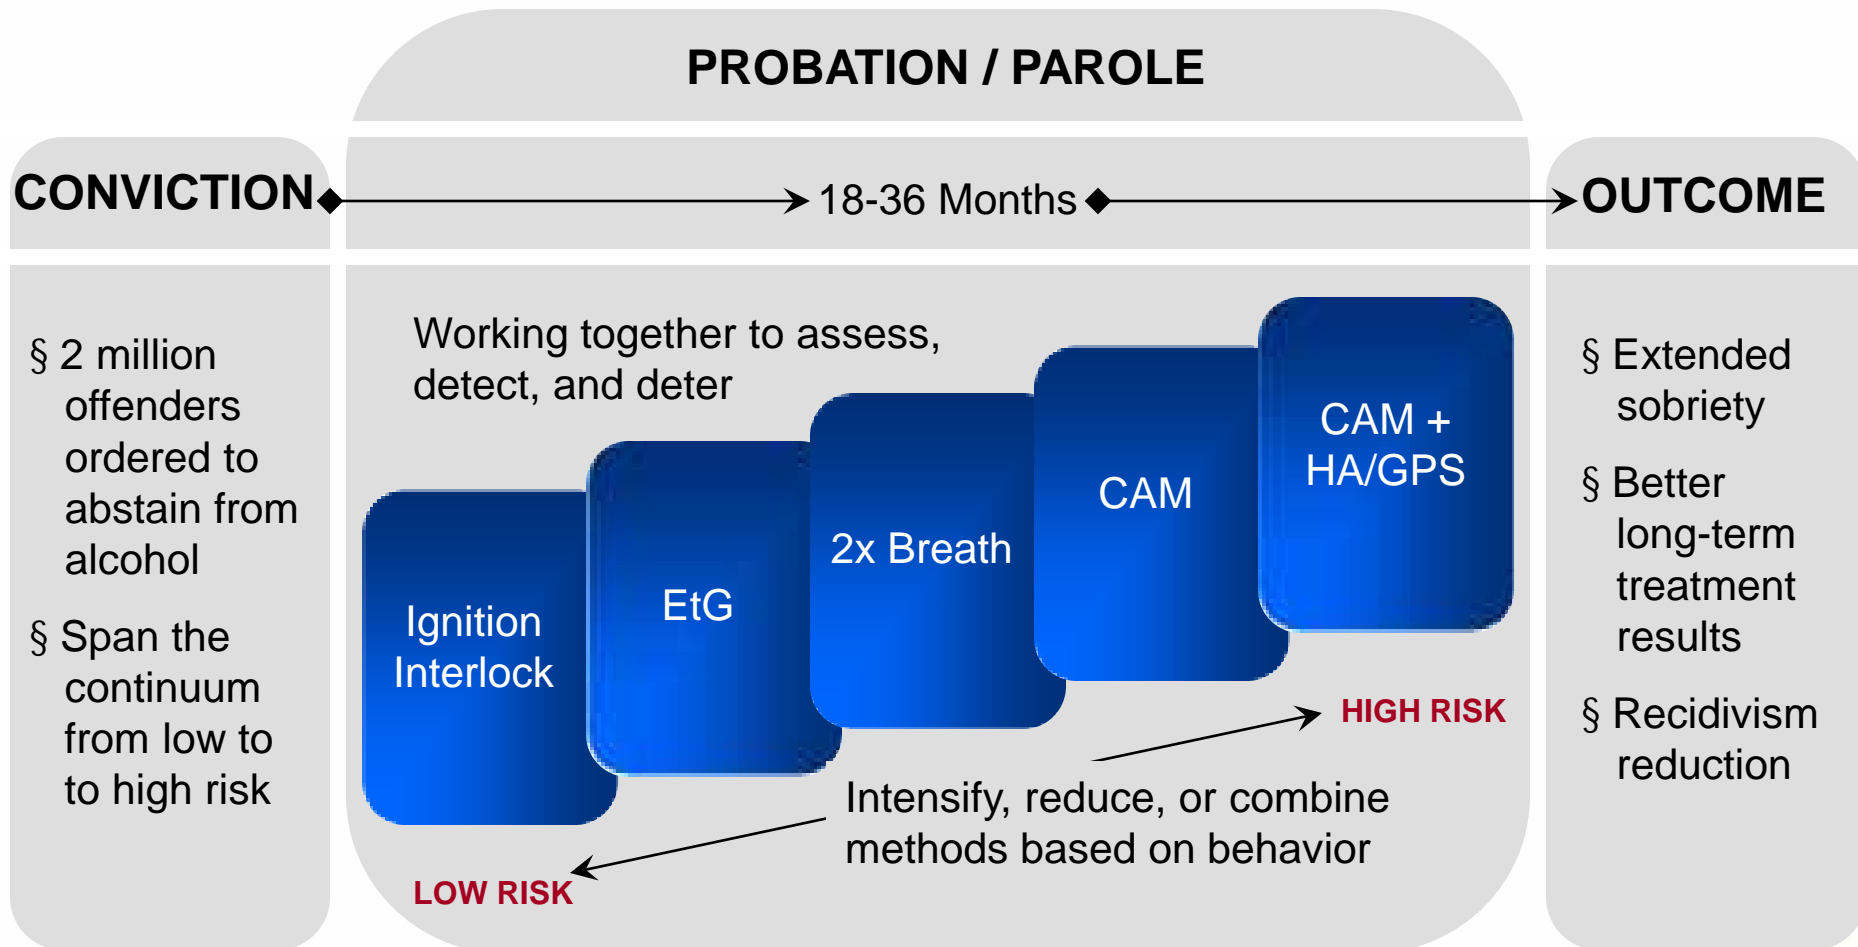 PROBATION / PAROLE
CONVICTION
18-36 Months
OUTCOME
§ 2 million
offenders
ordered to
abstain from
alcohol
§ Span the
continuum
from low to
to high risk
Working together to assess,
detect, and deter
Ignition
Interlock
EtG
2x Breath
CAM
CAM +
HA/GPS
HIGH RISK
Intensify, reduce, or combine
methods based on behavior
LOW RISK
§ Extended
sobriety
§ Better
long-term
treatment
results
§ Recidivism
reduction